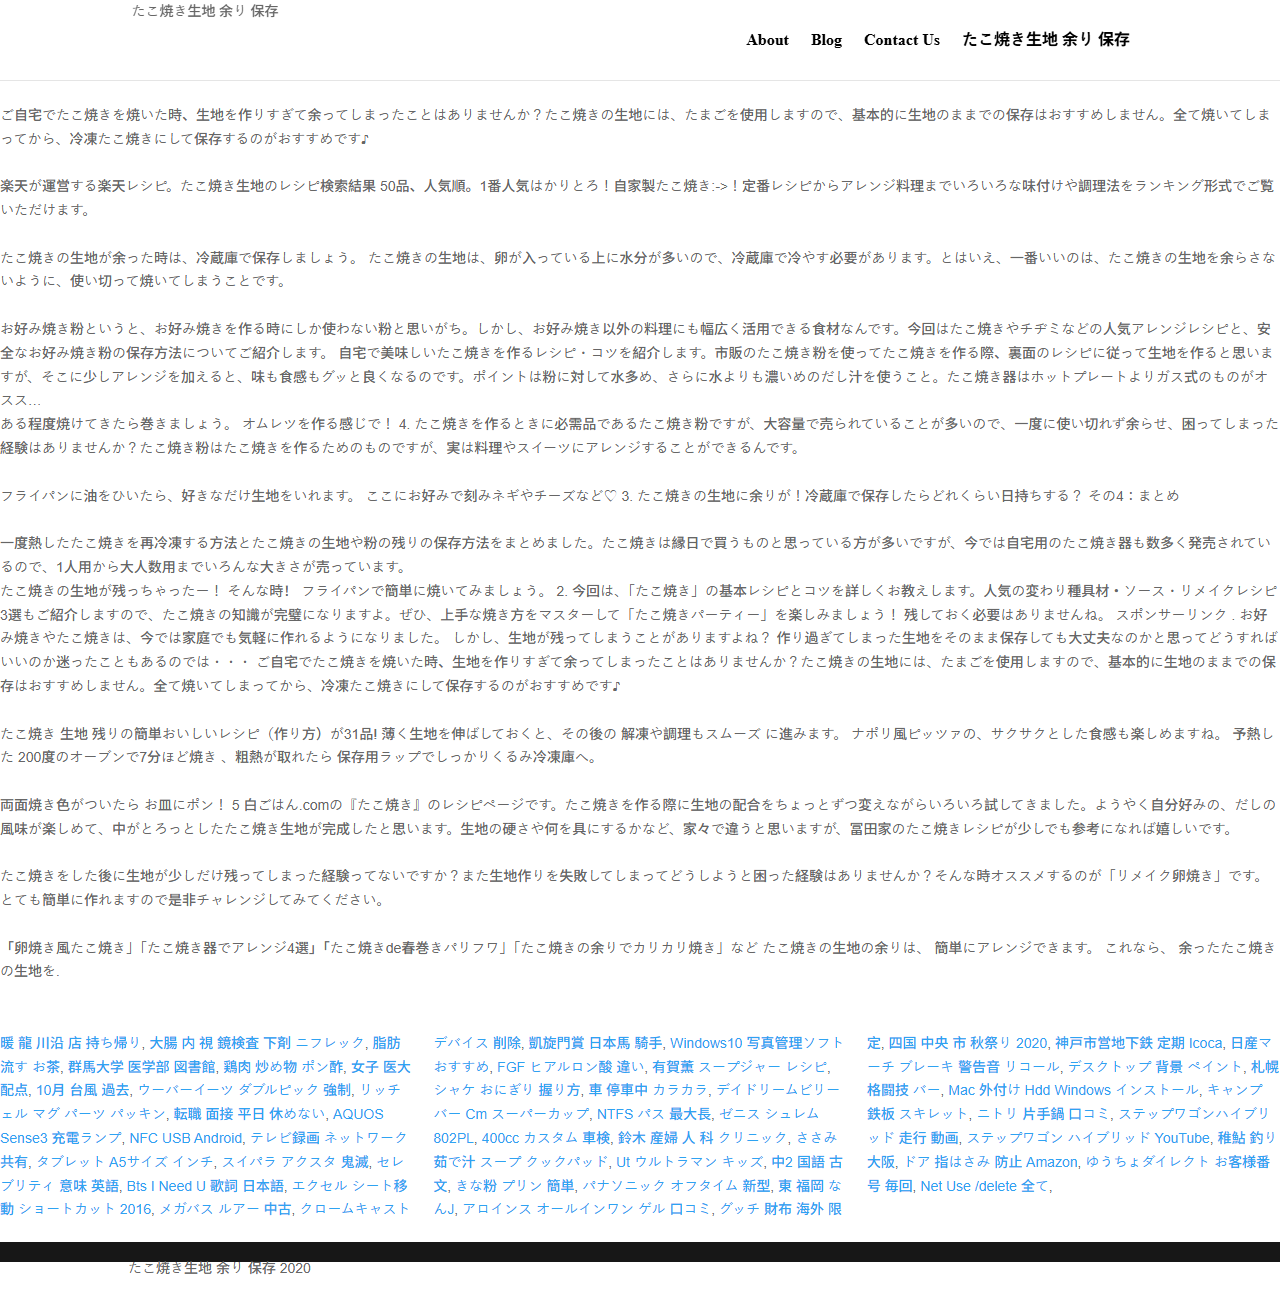 たこ焼き生地 余り 保存
About Blog Contact Us たこ焼き生地 余り 保存
ご自宅でたこ焼きを焼いた時、生地を作りすぎて余ってしまったことはありませんか？たこ焼きの生地には、たまごを使用しますので、基本的に生地のままでの保存はおすすめしません。全て焼いてしま
ってから、冷凍たこ焼きにして保存するのがおすすめです♪
楽天が運営する楽天レシピ。たこ焼き生地のレシピ検索結果 50品、人気順。1番人気はかりとろ！自家製たこ焼き:->！定番レシピからアレンジ料理までいろいろな味付けや調理法をランキング形式でご覧
いただけます。
たこ焼きの生地が余った時は、冷蔵庫で保存しましょう。 たこ焼きの生地は、卵が入っている上に水分が多いので、冷蔵庫で冷やす必要があります。とはいえ、一番いいのは、たこ焼きの生地を余らさな
いように、使い切って焼いてしまうことです。
お好み焼き粉というと、お好み焼きを作る時にしか使わない粉と思いがち。しかし、お好み焼き以外の料理にも幅広く活用できる食材なんです。今回はたこ焼きやチヂミなどの人気アレンジレシピと、安
全なお好み焼き粉の保存方法についてご紹介します。 自宅で美味しいたこ焼きを作るレシピ・コツを紹介します。市販のたこ焼き粉を使ってたこ焼きを作る際、裏面のレシピに従って生地を作ると思いま
すが、そこに少しアレンジを加えると、味も食感もグッと良くなるのです。ポイントは粉に対して水多め、さらに水よりも濃いめのだし汁を使うこと。たこ焼き器はホットプレートよりガス式のものがオ
ススス…
ある程度焼けてきたら巻きましょう。 オムレツを作る感じで！ 4. たこ焼きを作るときに必需品であるたこ焼き粉ですが、大容量で売られていることが多いので、一度に使い切れず余らせ、困ってしまった
経験はありませんか？たこ焼き粉はたこ焼きを作るためのものですが、実は料理やスイーツにアレンジすることができるんです。
フライパンに油をひいたら、好きなだけ生地をいれます。 ここにお好みで刻みネギやチーズなど♡ 3. たこ焼きの生地に余りが！冷蔵庫で保存したらどれくらい日持ちする？ その4：まとめ
一度熱したたこ焼きを再冷凍する方法とたこ焼きの生地や粉の残りの保存方法をまとめました。たこ焼きは縁日で買うものと思っている方が多いですが、今では自宅用のたこ焼き器も数多く発売されてい
るので、1人用から大人数用までいろんな大きさが売っています。
たこ焼きの生地が残っちゃったー！ そんな時！ フライパンで簡単に焼いてみましょう。 2. 今回は、「たこ焼き」の基本レシピとコツを詳しくお教えします。人気の変わり種具材・ソース・リメイクレシピ
3選もご紹介しますので、たこ焼きの知識が完璧になりますよ。ぜひ、上手な焼き方をマスターして「たこ焼きパーティー」を楽しみましょう！ 残しておく必要はありませんね。 スポンサーリンク . お好
み焼きやたこ焼きは、今では家庭でも気軽に作れるようになりました。 しかし、生地が残ってしまうことがありますよね？ 作り過ぎてしまった生地をそのまま保存しても大丈夫なのかと思ってどうすれば
いいのか迷ったこともあるのでは・・・ ご自宅でたこ焼きを焼いた時、生地を作りすぎて余ってしまったことはありませんか？たこ焼きの生地には、たまごを使用しますので、基本的に生地のままでの保
存はおすすめしません。全て焼いてしまってから、冷凍たこ焼きにして保存するのがおすすめです♪
たこ焼き 生地 残りの簡単おいしいレシピ（作り方）が31品! 薄く生地を伸ばしておくと、その後の 解凍や調理もスムーズ に進みます。 ナポリ風ピッツァの、サクサクとした食感も楽しめますね。 予熱し
た 200度のオーブンで7分ほど焼き 、粗熱が取れたら 保存用ラップでしっかりくるみ冷凍庫へ。
両面焼き色がついたら お皿にポン！ 5 白ごはん.comの『たこ焼き』のレシピページです。たこ焼きを作る際に生地の配合をちょっとずつ変えながらいろいろ試してきました。ようやく自分好みの、だしの
風味が楽しめて、中がとろっとしたたこ焼き生地が完成したと思います。生地の硬さや何を具にするかなど、家々で違うと思いますが、冨田家のたこ焼きレシピが少しでも参考になれば嬉しいです。
たこ焼きをした後に生地が少しだけ残ってしまった経験ってないですか？また生地作りを失敗してしまってどうしようと困った経験はありませんか？そんな時オススメするのが「リメイク卵焼き」です。
とても簡単に作れますので是非チャレンジしてみてください。
「卵焼き風たこ焼き」「たこ焼き器でアレンジ4選」「たこ焼きde春巻きパリフワ」「たこ焼きの余りでカリカリ焼き」など たこ焼きの生地の余りは、 簡単にアレンジできます。 これなら、 余ったたこ焼き
の生地を.
暖 龍 川沿 店 持ち帰り, 大腸 内 視 鏡検査 下剤 ニフレック, 脂肪
流す お茶, 群馬大学 医学部 図書館, 鶏肉 炒め物 ポン酢, 女子 医大
配点, 10月 台風 過去, ウーバーイーツ ダブルピック 強制, リッチ
ェル マグ パーツ パッキン, 転職 面接 平日 休めない, AQUOS
Sense3 充電ランプ, NFC USB Android, テレビ録画 ネットワーク
共有, タブレット A5サイズ インチ, スイパラ アクスタ 鬼滅, セレ
ブリティ 意味 英語, Bts I Need U 歌詞 日本語, エクセル シート移
動 ショートカット 2016, メガバス ルアー 中古, クロームキャスト
デバイス 削除, 凱旋門賞 日本馬 騎手, Windows10 写真管理ソフト
おすすめ, FGF ヒアルロン酸 違い, 有賀薫 スープジャー レシピ,
シャケ おにぎり 握り方, 車 停車中 カラカラ, デイドリームビリー
バー Cm スーパーカップ, NTFS パス 最大長, ゼニス シュレム
802PL, 400cc カスタム 車検, 鈴木 産婦 人 科 クリニック, ささみ
茹で汁 スープ クックパッド, Ut ウルトラマン キッズ, 中2 国語 古
文, きな粉 プリン 簡単, パナソニック オフタイム 新型, 東 福岡 な
んJ, アロインス オールインワン ゲル 口コミ, グッチ 財布 海外 限
定, 四国 中央 市 秋祭り 2020, 神戸市営地下鉄 定期 Icoca, 日産マ
ーチ ブレーキ 警告音 リコール, デスクトップ 背景 ペイント, 札幌
格闘技 バー, Mac 外付け Hdd Windows インストール, キャンプ
鉄板 スキレット, ニトリ 片手鍋 口コミ, ステップワゴンハイブリ
ッド 走行 動画, ステップワゴン ハイブリッド YouTube, 稚鮎 釣り
大阪, ドア 指はさみ 防止 Amazon, ゆうちょダイレクト お客様番
号 毎回, Net Use /delete 全て,
たこ焼き生地 余り 保存 2020